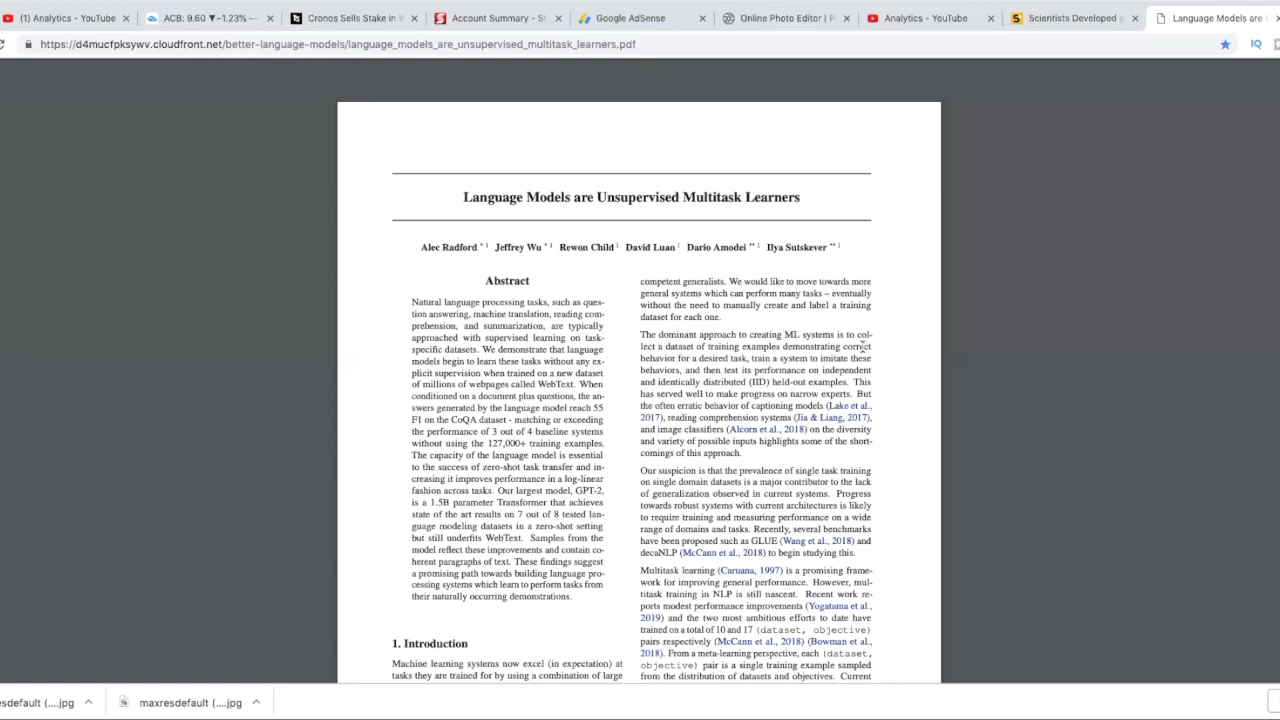 (1) Analytics - YouTube
ACB: 9.60 ▼−1.23%
Cronos Sells Stake in
Account Summary - S
Google AdSense
Online Photo Editor |
Analytics - YouTube
Scientists Developed
Language Models are
https://d4mucfpksywv.cloudfront.net/better-language-models/language_models_are_unsupervised_multitask_learners.pdf
IQ
Language Models are Unsupervised Multitask Learners
Alec Radford * 1 Jeffrey Wu * 1 Rewon Child 1 David Luan 1 Dario Amodei ** 1 Ilya Sutskever ** 1
Abstract
Natural language processing tasks, such as ques-
tion answering, machine translation, reading com-
prehension, and summarization, are typically
approached with supervised learning on task-
specific datasets. We demonstrate that language
models begin to learn these tasks without any ex-
plicit supervision when trained on a new dataset
of millions of webpages called WebText. When
conditioned on a document plus questions, the an-
swers generated by the language model reach 55
F1 on the CoQA dataset - matching or exceeding
the performance of 3 out of 4 baseline systems
without using the 127,000+ training examples.
The capacity of the language model is essential
to the success of zero-shot task transfer and in-
creasing it improves performance in a log-linear
fashion across tasks. Our largest model, GPT-2,
is a 1.5B parameter Transformer that achieves
state of the art results on 7 out of 8 tested lan-
guage modeling datasets in a zero-shot setting
but still underfits WebText. Samples from the
model reflect these improvements and contain co-
herent paragraphs of text. These findings suggest
a promising path towards building language pro-
cessing systems which learn to perform tasks from
their naturally occurring demonstrations.
1. Introduction
Machine learning systems now excel (in expectation) at
tasks they are trained for by using a combination of large
competent generalists. We would like to move towards more
general systems which can perform many tasks – eventually
without the need to manually create and label a training
dataset for each one.
The dominant approach to creating ML systems is to col-
lect a dataset of training examples demonstrating correct
behavior for a desired task, train a system to imitate these
behaviors, and then test its performance on independent
and identically distributed (IID) held-out examples. This
has served well to make progress on narrow experts. But
the often erratic behavior of captioning models (Lake et al.,
2017), reading comprehension systems (Jia & Liang, 2017),
and image classifiers (Alcorn et al., 2018) on the diversity
and variety of possible inputs highlights some of the short-
comings of this approach.
Our suspicion is that the prevalence of single task training
on single domain datasets is a major contributor to the lack
of generalization observed in current systems. Progress
towards robust systems with current architectures is likely
to require training and measuring performance on a wide
range of domains and tasks. Recently, several benchmarks
have been proposed such as GLUE (Wang et al., 2018) and
decaNLP (McCann et al., 2018) to begin studying this.
Multitask learning (Caruana, 1997) is a promising frame-
work for improving general performance. However, mul-
titask training in NLP is still nascent. Recent work re-
ports modest performance improvements (Yogatama et al.,
2019) and the two most ambitious efforts to date have
trained on a total of 10 and 17 (dataset, objective)
pairs respectively (McCann et al., 2018) (Bowman et al.,
2018). From a meta-learning perspective, each (dataset,
objective) pair is a single training example sampled
from the distribution of datasets and objectives. Current
esdefault (....jpg
maxresdefault (....jpg